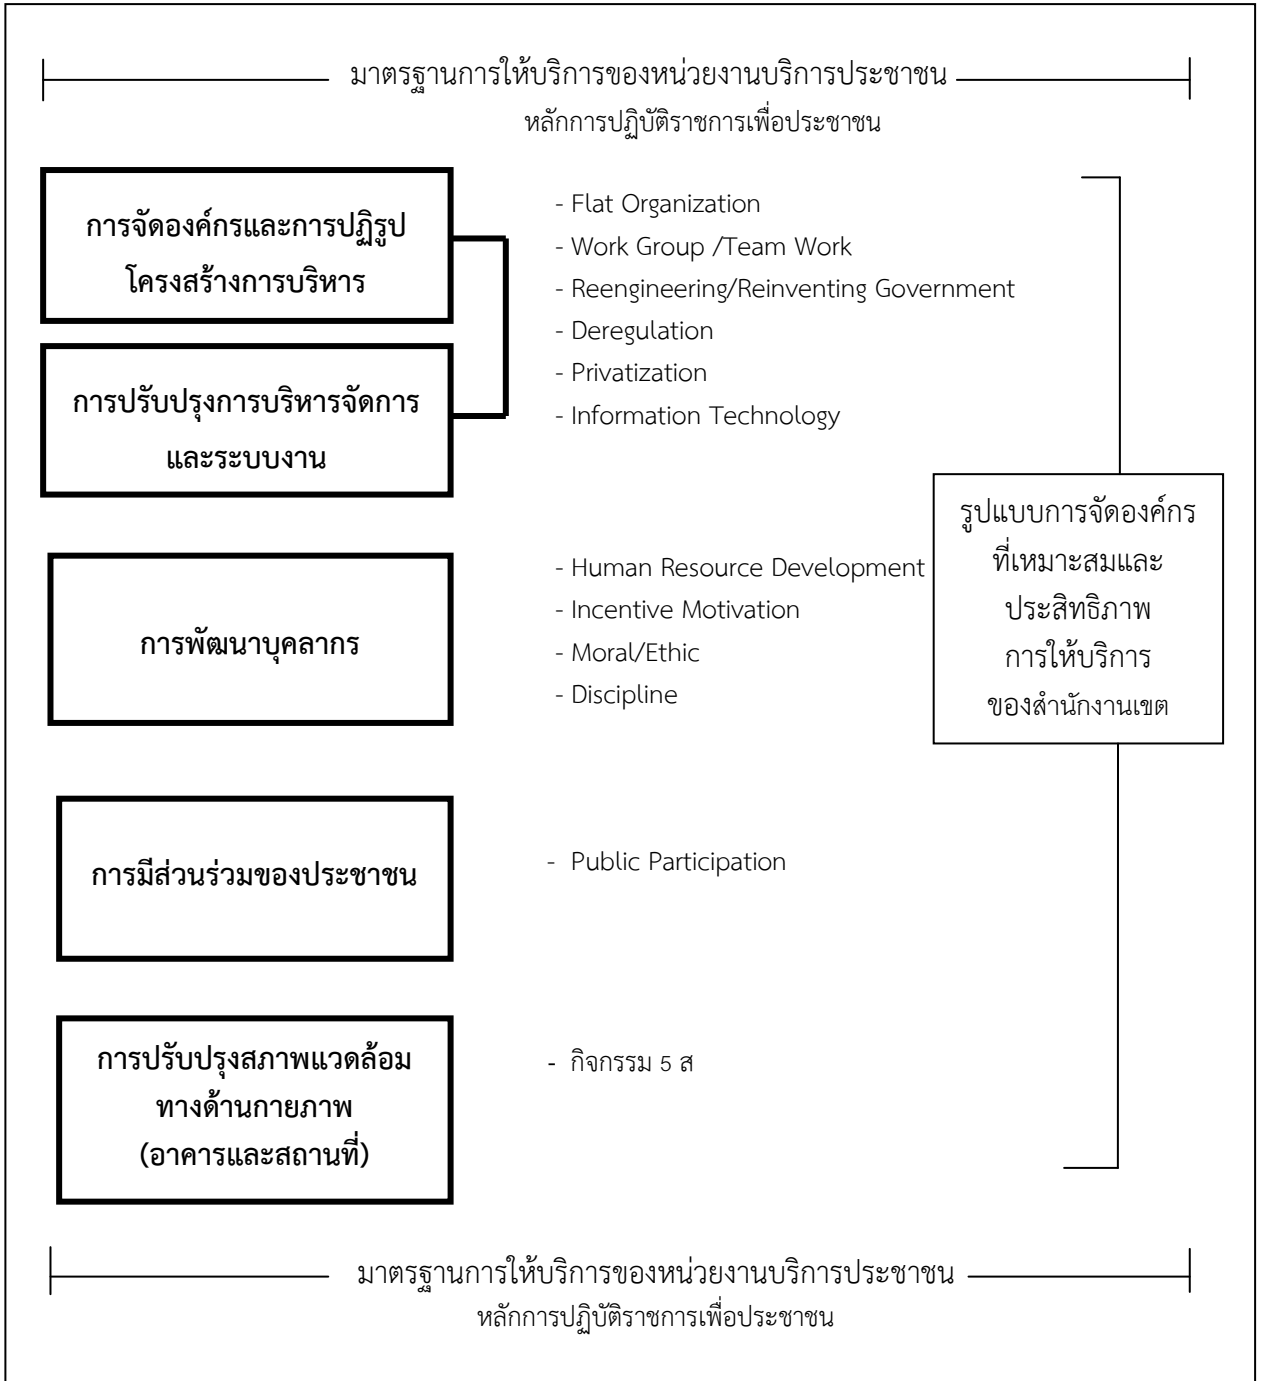 มาตรฐานการให้บริการของหน่วยงานบริการประชาชน
หลักการปฏิบัติราชการเพื่อประชาชน
การจัดองค์กรและการปฏิรูป
โครงสร้างการบริหาร
- Flat Organization
- Work Group /Team Work
- Reengineering/Reinventing Government
- Deregulation
- Privatization
- Information Technology
การปรับปรุงการบริหารจัดการ
และระบบงาน
รูปแบบการจัดองค์กร
ที่เหมาะสมและ
ประสิทธิภาพ
การให้บริการ
ของสำนักงานเขต
การพัฒนาบุคลากร
- Human Resource Development
- Incentive Motivation
- Moral/Ethic
- Discipline
การมีส่วนร่วมของประชาชน
- Public Participation
การปรับปรุงสภาพแวดล้อม
ทางด้านกายภาพ
(อาคารและสถานที่)
- กิจกรรม 5 ส
มาตรฐานการให้บริการของหน่วยงานบริการประชาชน
หลักการปฏิบัติราชการเพื่อประชาชน